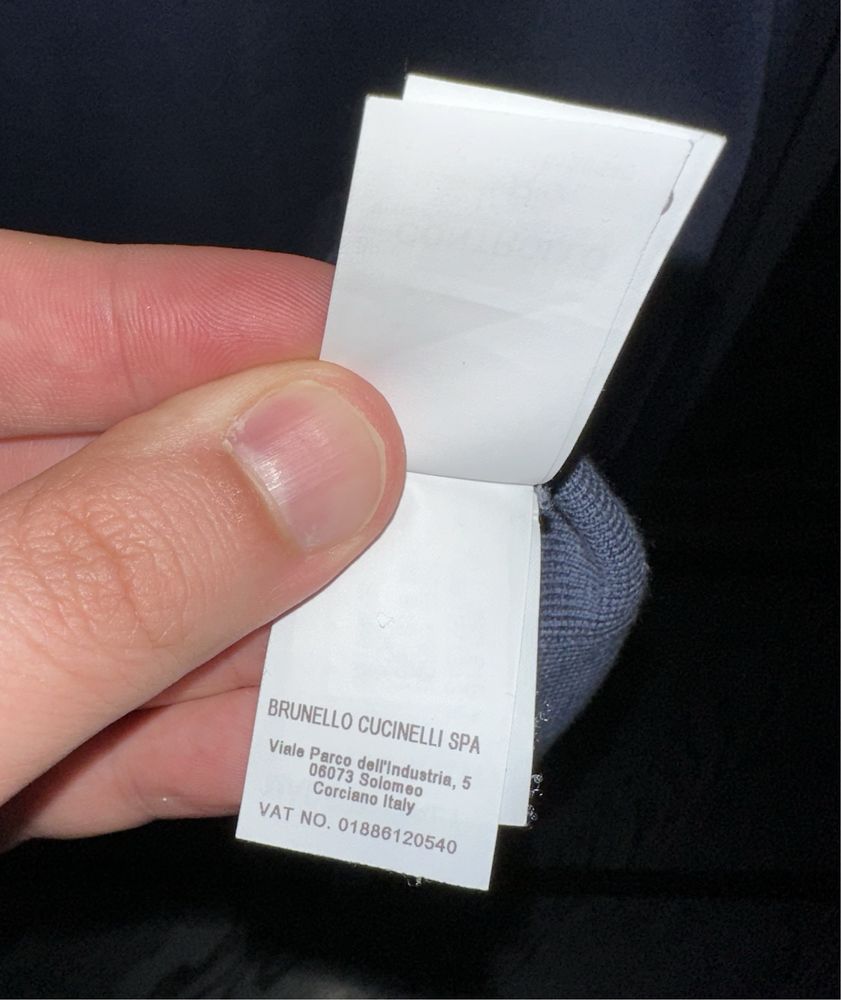 BRUNELLO CUCINELLI SPA
Viale Parco dell'Industria, 5
06073 Solomeo
Corciano Italy
VAT NO. 01886120540